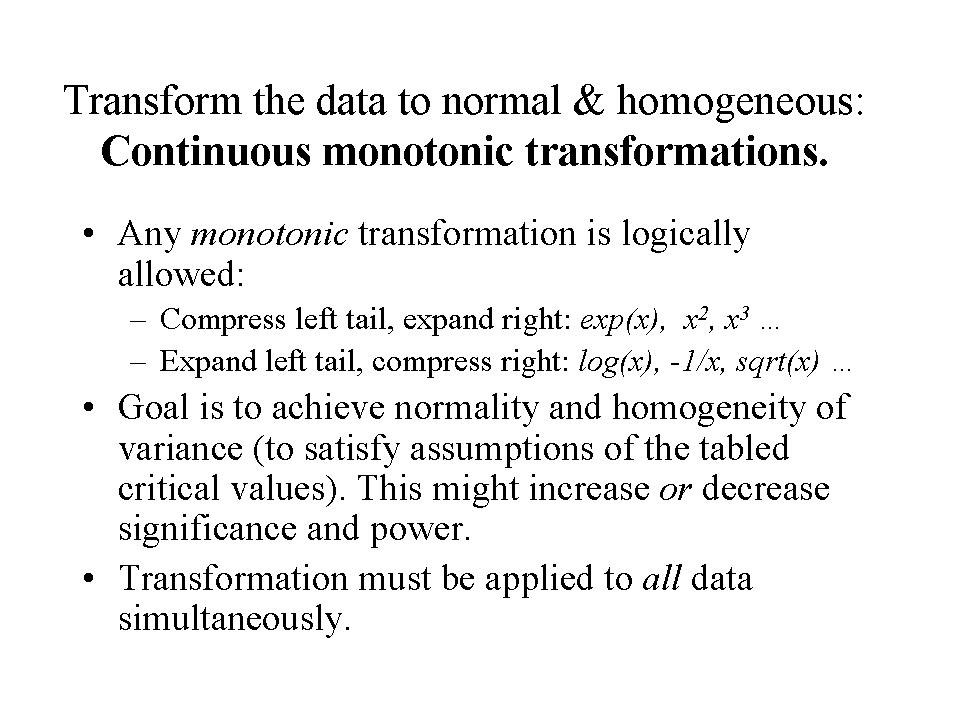 Transform the data to normal & homogeneous:
Continuous monotonic transformations.
• Any monotonic transformation is logically
allowed:
– Compress left tail, expand right: exp(x), x², x³ ...
– Expand left tail, compress right: log(x), -1/x, sqrt(x) ...
• Goal is to achieve normality and homogeneity of
variance (to satisfy assumptions of the tabled
critical values). This might increase or decrease
significance and power.
• Transformation must be applied to all data
simultaneously.